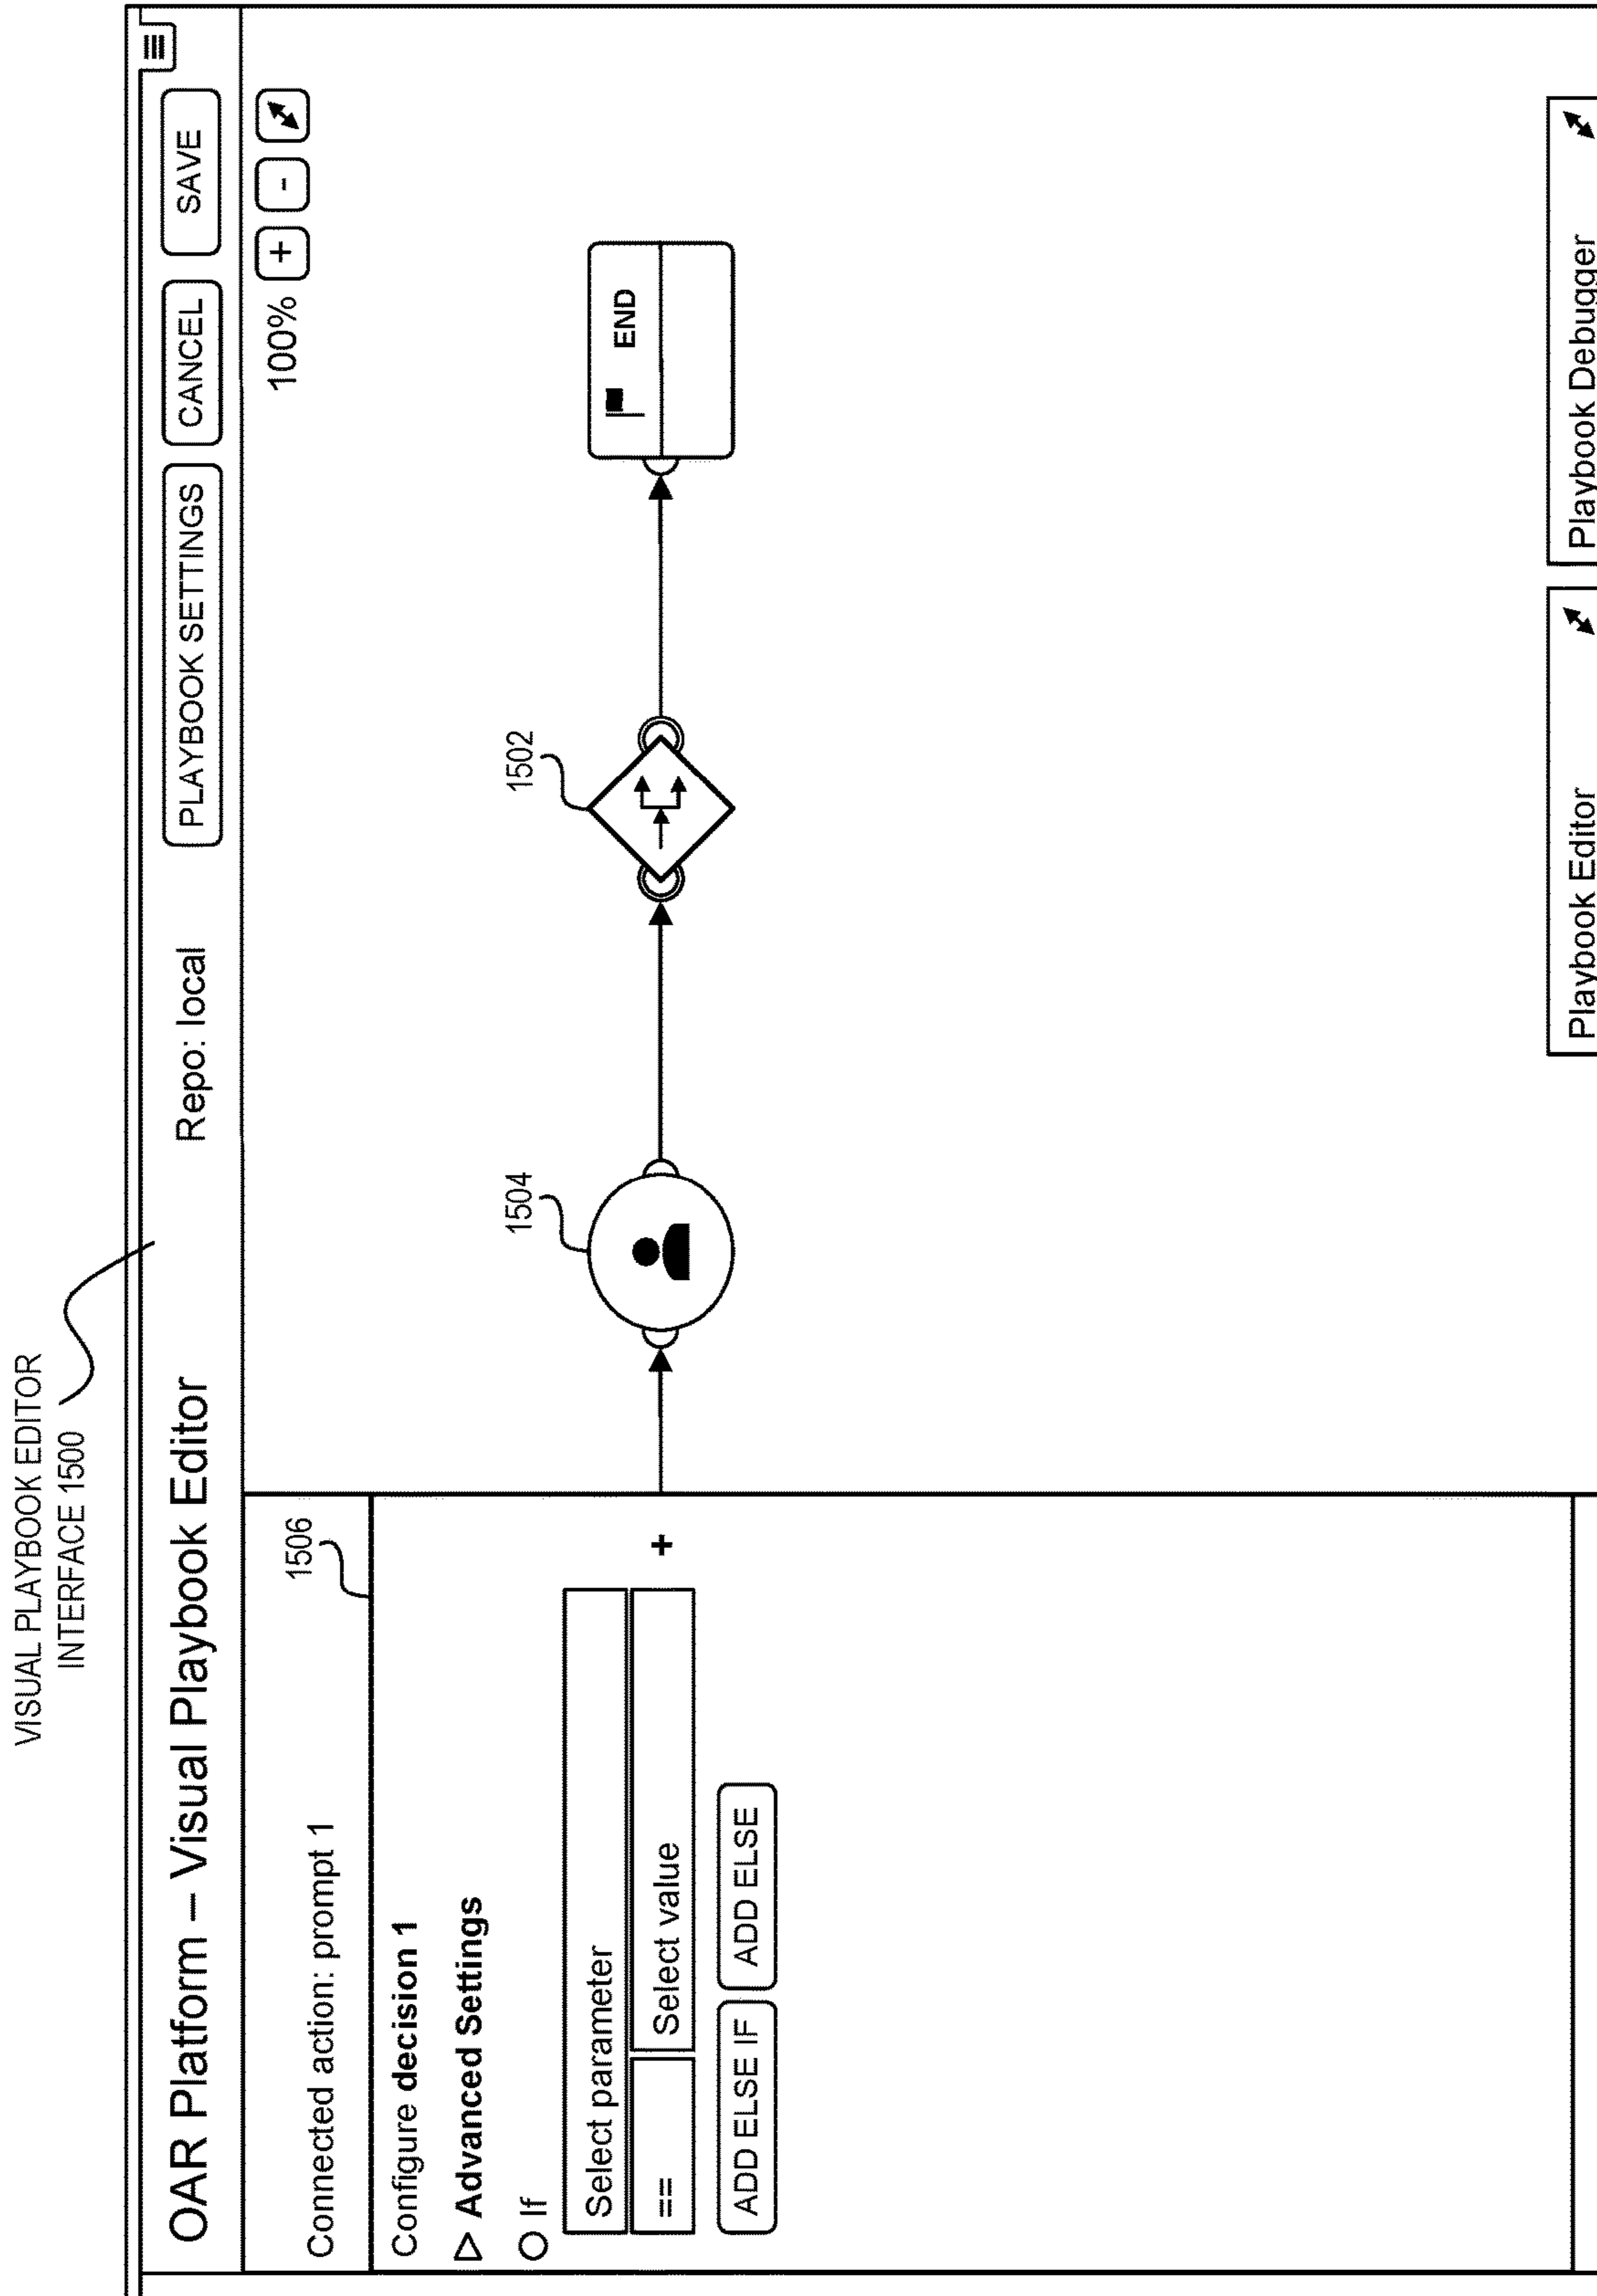 VISUAL PLAYBOOK EDITOR
INTERFACE 1500
OAR Platform – Visual Playbook Editor
Repo: local
PLAYBOOK SETTINGS
CANCEL
SAVE
Connected action: prompt 1
1506
100%
+
-
Configure decision 1
Advanced Settings
If
Select parameter
==
Select value
+
ADD ELSE IF
ADD ELSE
1504
1502
END
Playbook Editor
Playbook Debugger